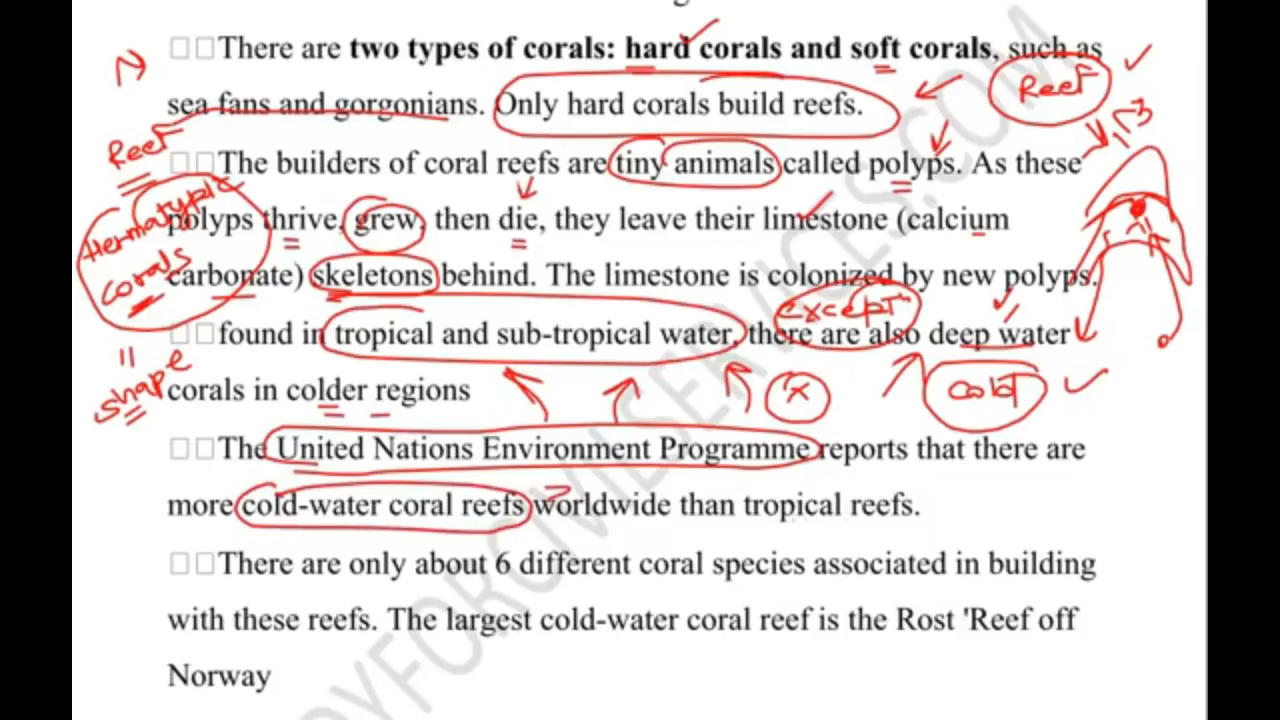 There are two types of corals: hard corals and soft corals, such as
Reef
sea fans and gorgonians. Only hard corals build reefs.
Reef
The builders of coral reefs are tiny animals called polyps. As these
Hermatypic
polyps thrive, grew, then die, they leave their limestone (calcium
corals
carbonate) skeletons behind. The limestone is colonized by new polyps.
except
found in tropical and sub-tropical water, there are also deep water
shape
corals in colder regions
x
cold
The United Nations Environment Programme reports that there are
more cold-water coral reefs worldwide than tropical reefs.
There are only about 6 different coral species associated in building
with these reefs. The largest cold-water coral reef is the Rost 'Reef off
Norway